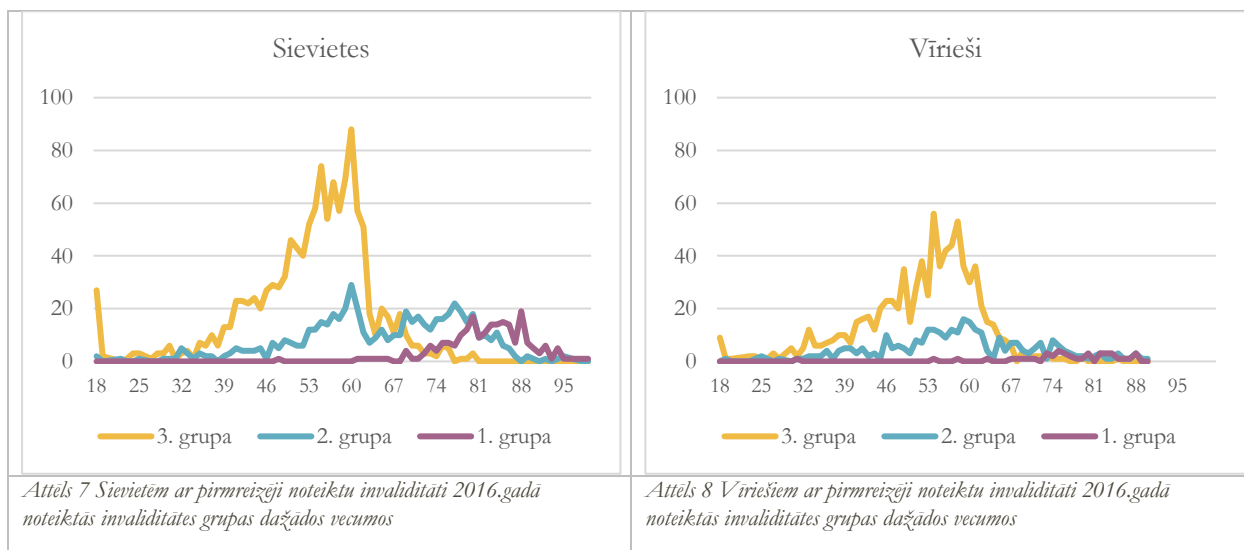 Sievietes
100
80
60
40
20
0
18 25 32 39 46 53 60 67 74 81 88 95
3. grupa 2. grupa 1. grupa
Attēls 7 Sievietēm ar pirmreizēji noteiktu invaliditāti 2016.gadā
noteiktās invaliditātes grupas dažādos vecumos
Vīrieši
100
80
60
40
20
0
18 25 32 39 46 53 60 67 74 81 88 95
3. grupa 2. grupa 1. grupa
Attēls 8 Vīriešiem ar pirmreizēji noteiktu invaliditāti 2016.gadā
noteiktās invaliditātes grupas dažādos vecumos